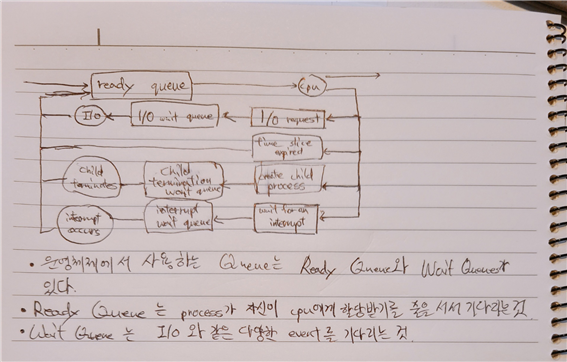 ready queue
cpu
I/o
I/O wait queue
I/O request
time slice
expired
child
terminates
child
termination
wait queue
create child
process
interrupt
occurs
interrupt
wait queue
wait for an
interrupt
• 운영체제에서 사용하는 Queue는 Ready Queue와 Wait Queue가
있다.
• Ready Queue 는 process가 자신이 cpu에게 할당받기를 줄을 서서 기다리는 것
• Wait Queue 는 I/O 와 같은 다양한 event를 기다리는 것.